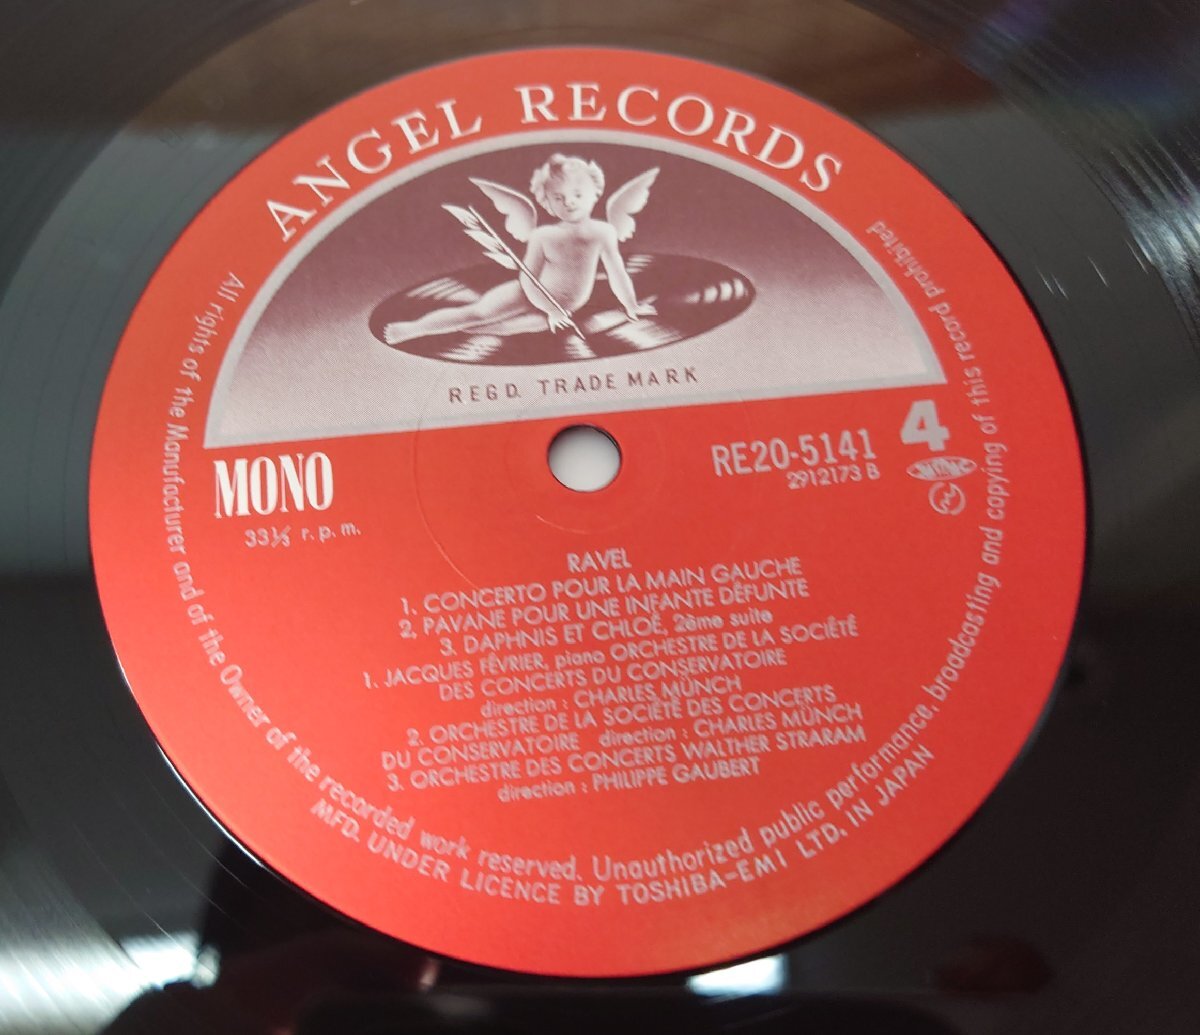 ANGEL RECORDS
REGD. TRADE MARK
MONO
33⅓ r.p.m.
RE20-5141
2912173 B
4
RAVEL
1. CONCERTO POUR LA MAIN GAUCHE
2. PAVANE POUR UNE INFANTE DÉFUNTE
3. DAPHNIS ET CHLOÉ, 2ème suite
1. JACQUES FÉVRIER, piano ORCHESTRE DE LA SOCIÉTÉ
DES CONCERTS DU CONSERVATOIRE
direction : CHARLES MÜNCH
2. ORCHESTRE DE LA SOCIÉTÉ DES CONCERTS
DU CONSERVATOIRE direction : CHARLES MÜNCH
3. ORCHESTRE DES CONCERTS WALTHER STRARAM
direction : PHILIPPE GAUBERT
All rights of the Manufacturer and of the Owner of the recorded work reserved. Unauthorized public performance, broadcasting and copying of this record prohibited
MFD. UNDER LICENCE BY TOSHIBA-EMI LTD. IN JAPAN